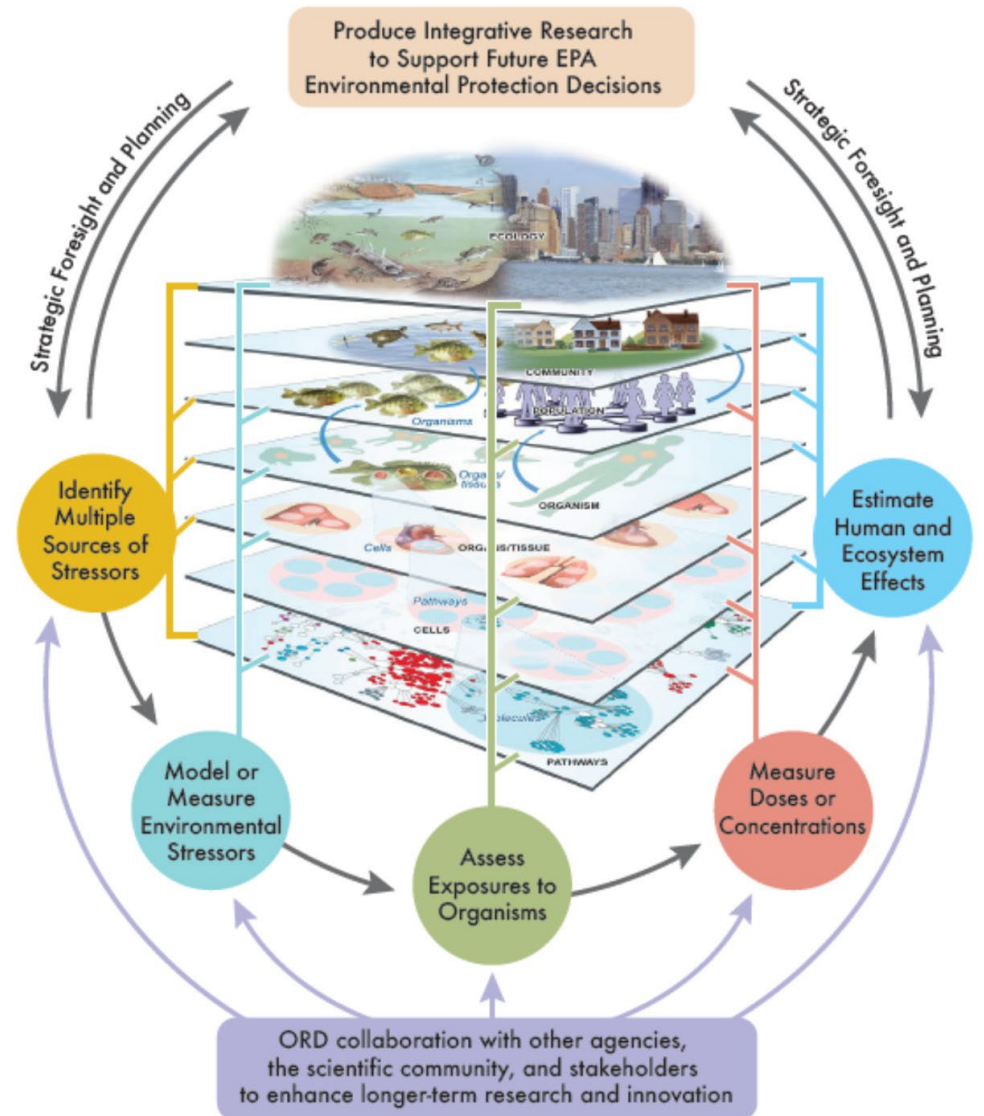 Produce Integrative Research
to Support Future EPA
Environmental Protection Decisions
Strategic Foresight and Planning
Strategic Foresight and Planning
ECOLOGY
COMMUNITY
POPULATION
Organisms
Organs/
tissues
ORGANISM
Cells
ORGANS/TISSUE
Pathways
CELLS
Molecules
PATHWAYS
Identify
Multiple
Sources of
Stressors
Estimate
Human and
Ecosystem
Effects
Model or
Measure
Environmental
Stressors
Measure
Doses or
Concentrations
Assess
Exposures to
Organisms
ORD collaboration with other agencies,
the scientific community, and stakeholders
to enhance longer-term research and innovation